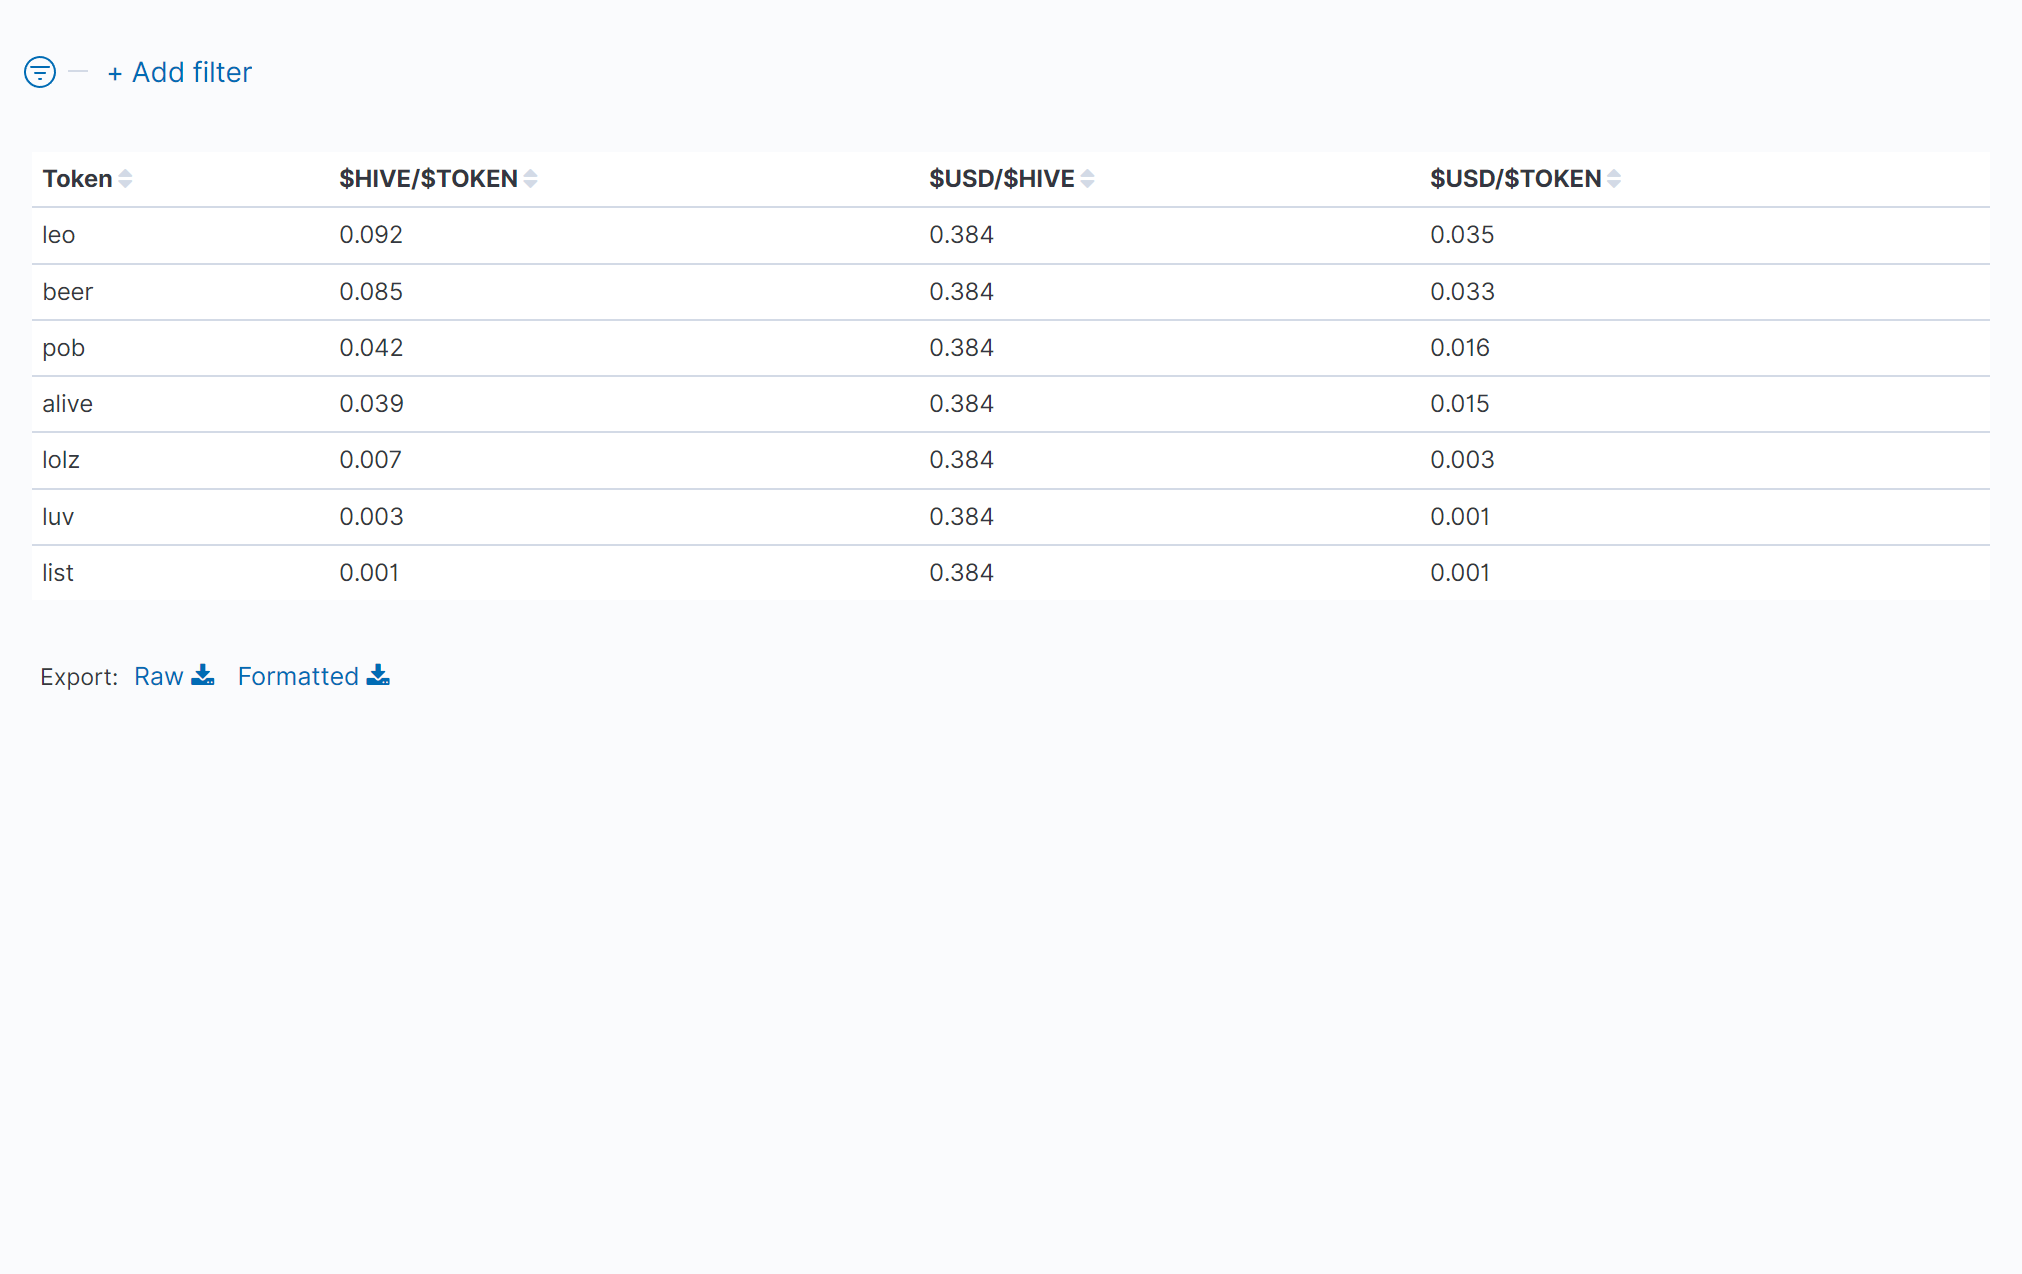 + Add filter
Token $HIVE/$TOKEN $USD/$HIVE $USD/$TOKEN
leo 0.092 0.384 0.035
beer 0.085 0.384 0.033
pob 0.042 0.384 0.016
alive 0.039 0.384 0.015
lolz 0.007 0.384 0.003
luv 0.003 0.384 0.001
list 0.001 0.384 0.001
Export: Raw Formatted